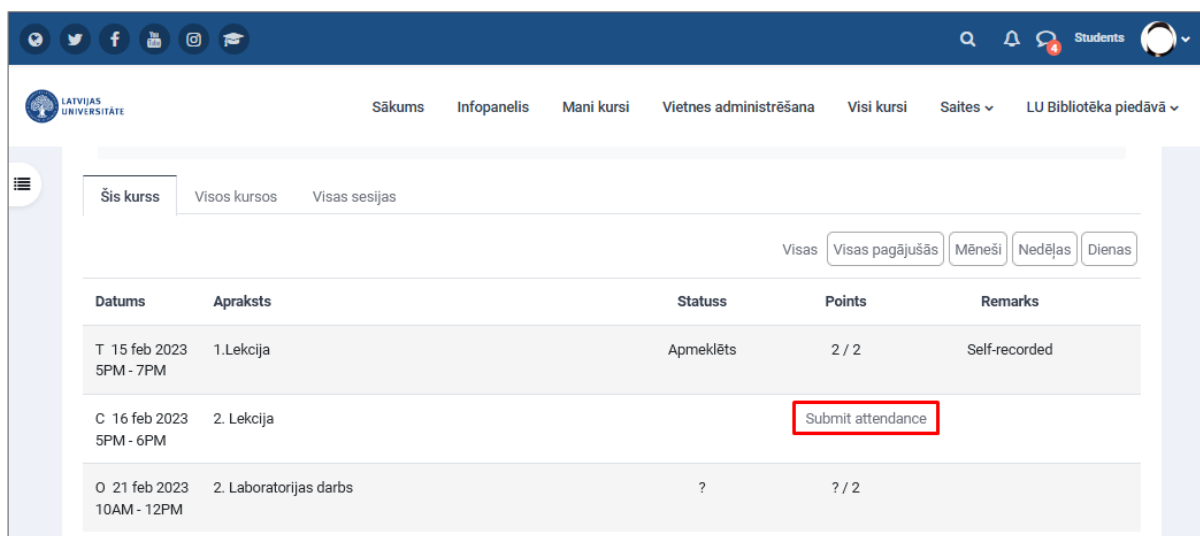 You Tube
4
Students
LATVIJAS
UNIVERSITĀTE
Sākums Infopanelis Mani kursi Vietnes administrēšana Visi kursi Saites LU Bibliotēka piedāvā
Šis kurss Visos kursos Visas sesijas
Visas Visas pagājušās Mēneši Nedēļas Dienas
Datums Apraksts Statuss Points Remarks
T 15 feb 2023 1.Lekcija Apmeklēts 2 / 2 Self-recorded
5PM - 7PM
C 16 feb 2023 2. Lekcija Submit attendance
5PM - 6PM
O 21 feb 2023 2. Laboratorijas darbs ? ? / 2
10AM - 12PM